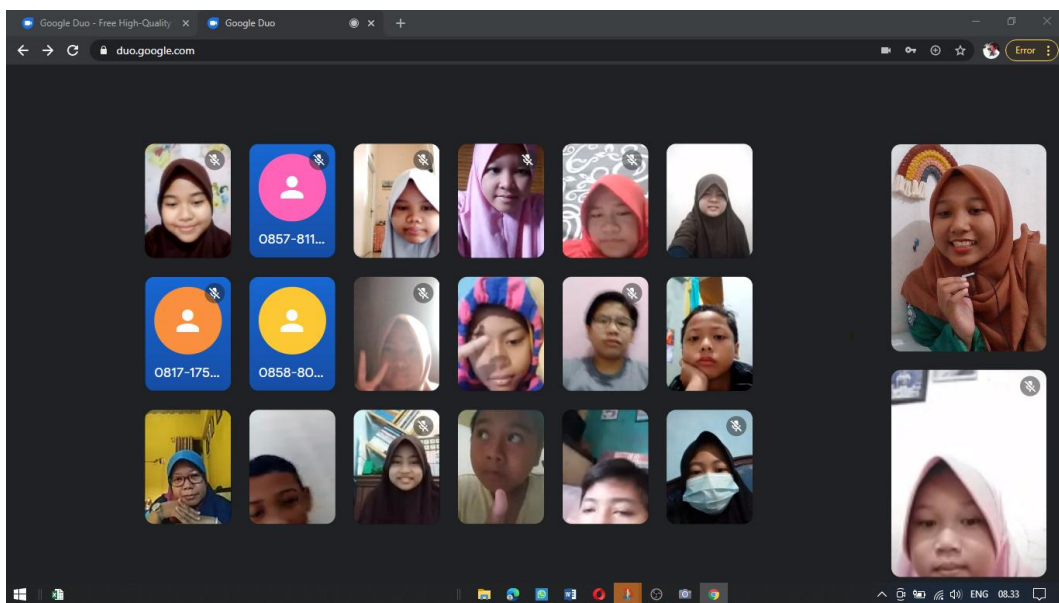 Google Duo - Free High-Quality
Google Duo
duo.google.com
Error
0857-811...
0817-175...
0858-80...
ENG 08.33